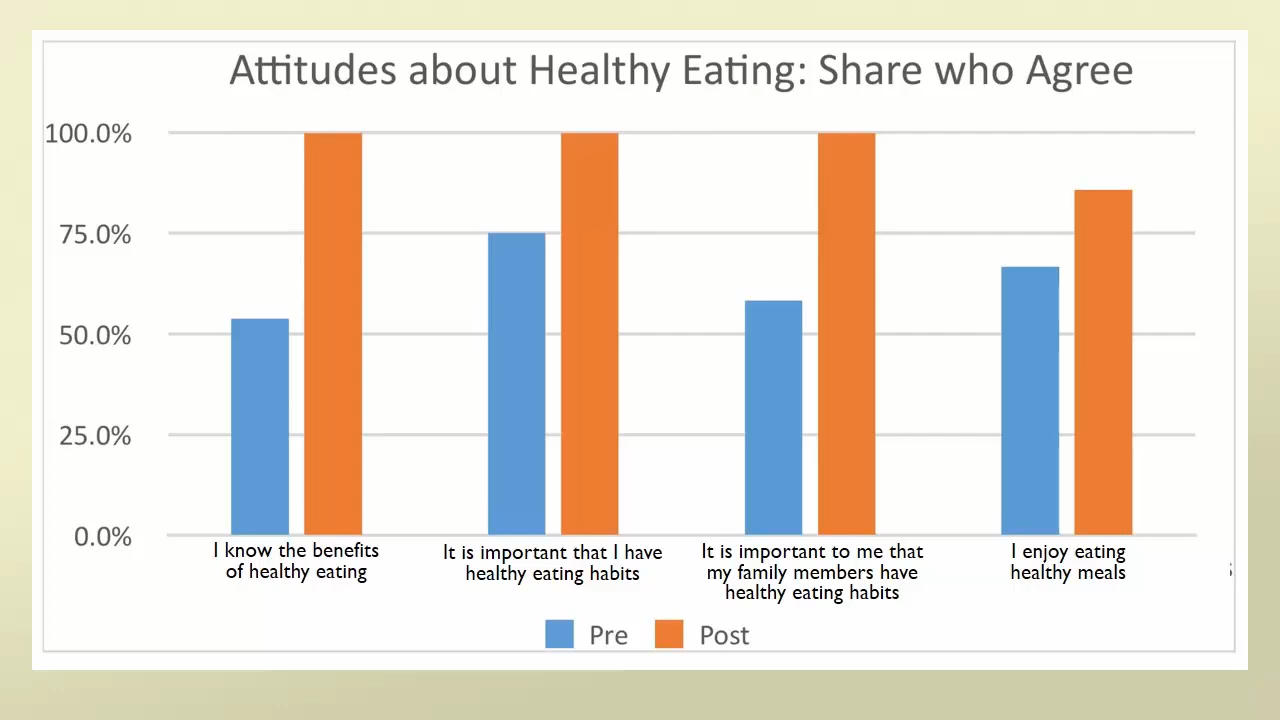 Attitudes about Healthy Eating: Share who Agree
100.0%
75.0%
50.0%
25.0%
0.0%
I know the benefits
of healthy eating
It is important that I have
healthy eating habits
It is important to me that
my family members have
healthy eating habits
I enjoy eating
healthy meals
Pre
Post